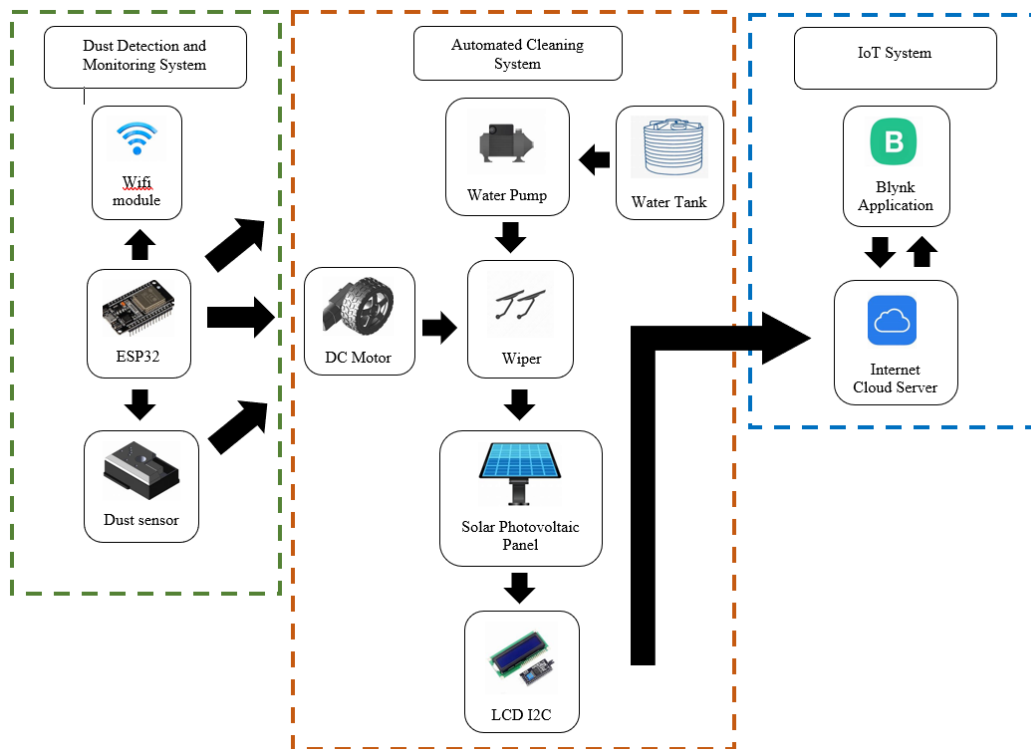 Dust Detection and
Monitoring System
Wifi
module
ESP32
Dust sensor
Automated Cleaning
System
Water Pump
Water Tank
DC Motor
Wiper
Solar Photovoltaic
Panel
LCD I2C
IoT System
B
Blynk
Application
Internet
Cloud Server